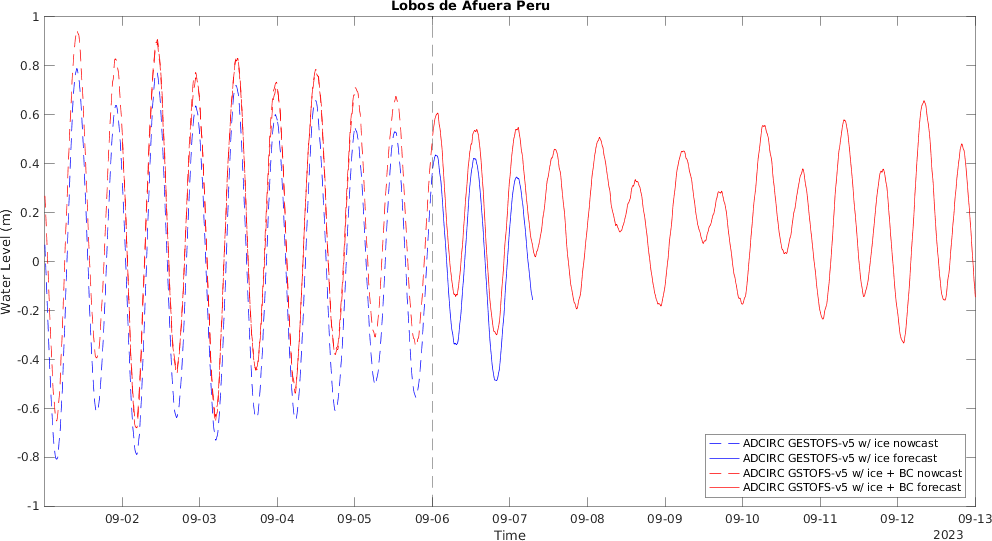 Lobos de Afuera Peru
Water Level (m)
1
0.8
0.6
0.4
0.2
0
-0.2
-0.4
-0.6
-0.8
-1
09-02 09-03 09-04 09-05 09-06 09-07 09-08 09-09 09-10 09-11 09-12 09-13
Time
2023
ADCIRC GESTOFS-v5 w/ ice nowcast
ADCIRC GESTOFS-v5 w/ ice forecast
ADCIRC GSTOFS-v5 w/ ice + BC nowcast
ADCIRC GSTOFS-v5 w/ ice + BC forecast